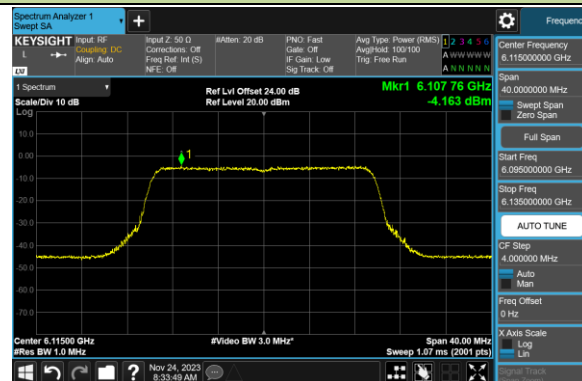 Spectrum Analyzer 1
Swept SA
Frequenc
KEYSIGHT
L
LXI
Input: RF
Coupling: DC
Align: Auto
Input Z: 50 Ω
Corrections: Off
Freq Ref: Int (S)
NFE: Off
#Atten: 20 dB
PNO: Fast
Gate: Off
IF Gain: Low
Sig Track: Off
Avg Type: Power (RMS)
Avg|Hold: 100/100
Trig: Free Run
1 2 3 4 5 6
A W W W W W
A N N N N N
1 Spectrum
Scale/Div 10 dB
Log
Ref Lvl Offset 24.00 dB
Ref Level 20.00 dBm
Mkr1 6.107 76 GHz
-4.163 dBm
1
10.0
0.00
-10.0
-20.0
-30.0
-40.0
-50.0
-60.0
-70.0
Center 6.11500 GHz
#Res BW 1.0 MHz
#Video BW 3.0 MHz*
Span 40.00 MHz
Sweep 1.07 ms (2001 pts)
Center Frequency
6.115000000 GHz
Span
40.0000000 MHz
Swept Span
Zero Span
Full Span
Start Freq
6.095000000 GHz
Stop Freq
6.135000000 GHz
AUTO TUNE
CF Step
4.000000 MHz
Auto
Man
Freq Offset
0 Hz
X Axis Scale
Log
Lin
Signal Track
?
Nov 24, 2023
8:33:49 AM